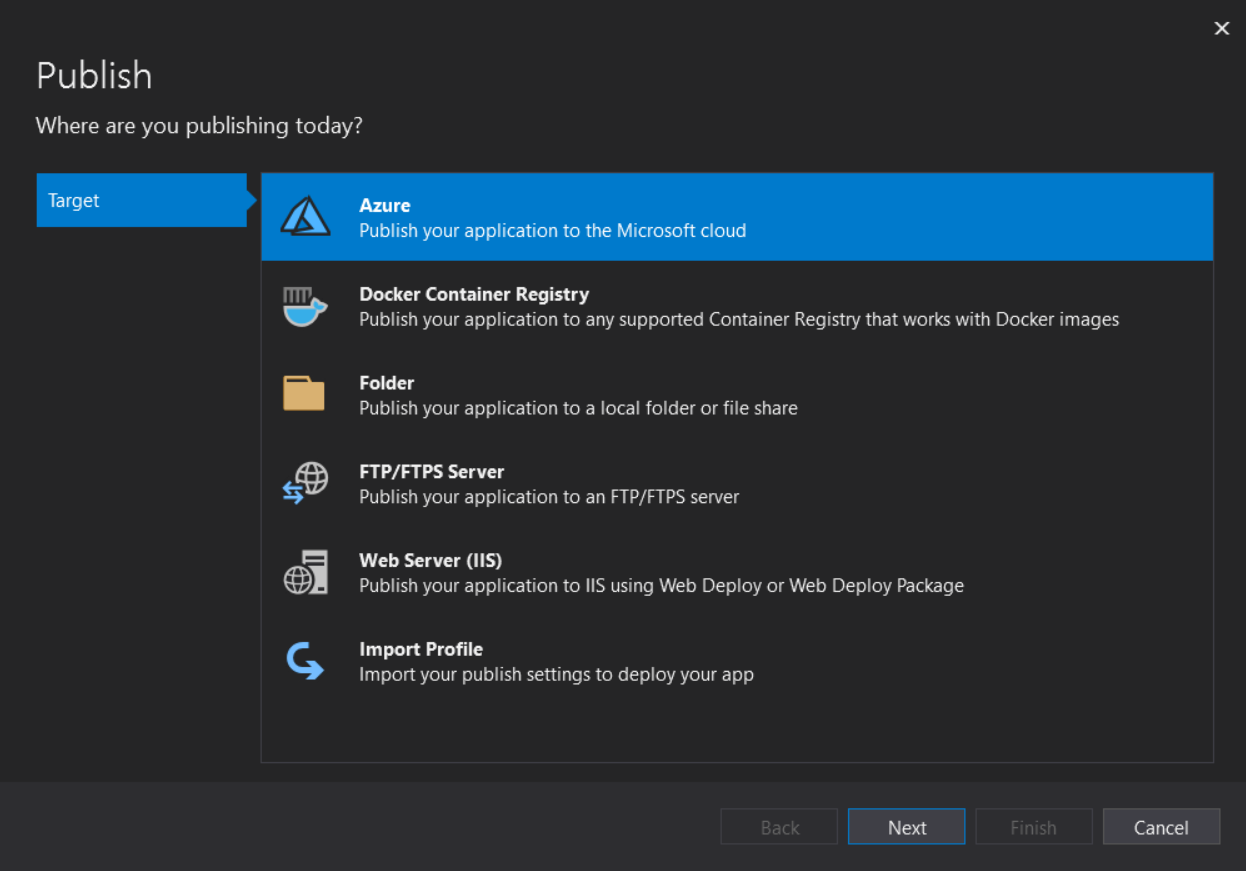 Publish
Where are you publishing today?
Target
Azure
Publish your application to the Microsoft cloud
Docker Container Registry
Publish your application to any supported Container Registry that works with Docker images
Folder
Publish your application to a local folder or file share
FTP/FTPS Server
Publish your application to an FTP/FTPS server
Web Server (IIS)
Publish your application to IIS using Web Deploy or Web Deploy Package
Import Profile
Import your publish settings to deploy your app
Back
Next
Finish
Cancel